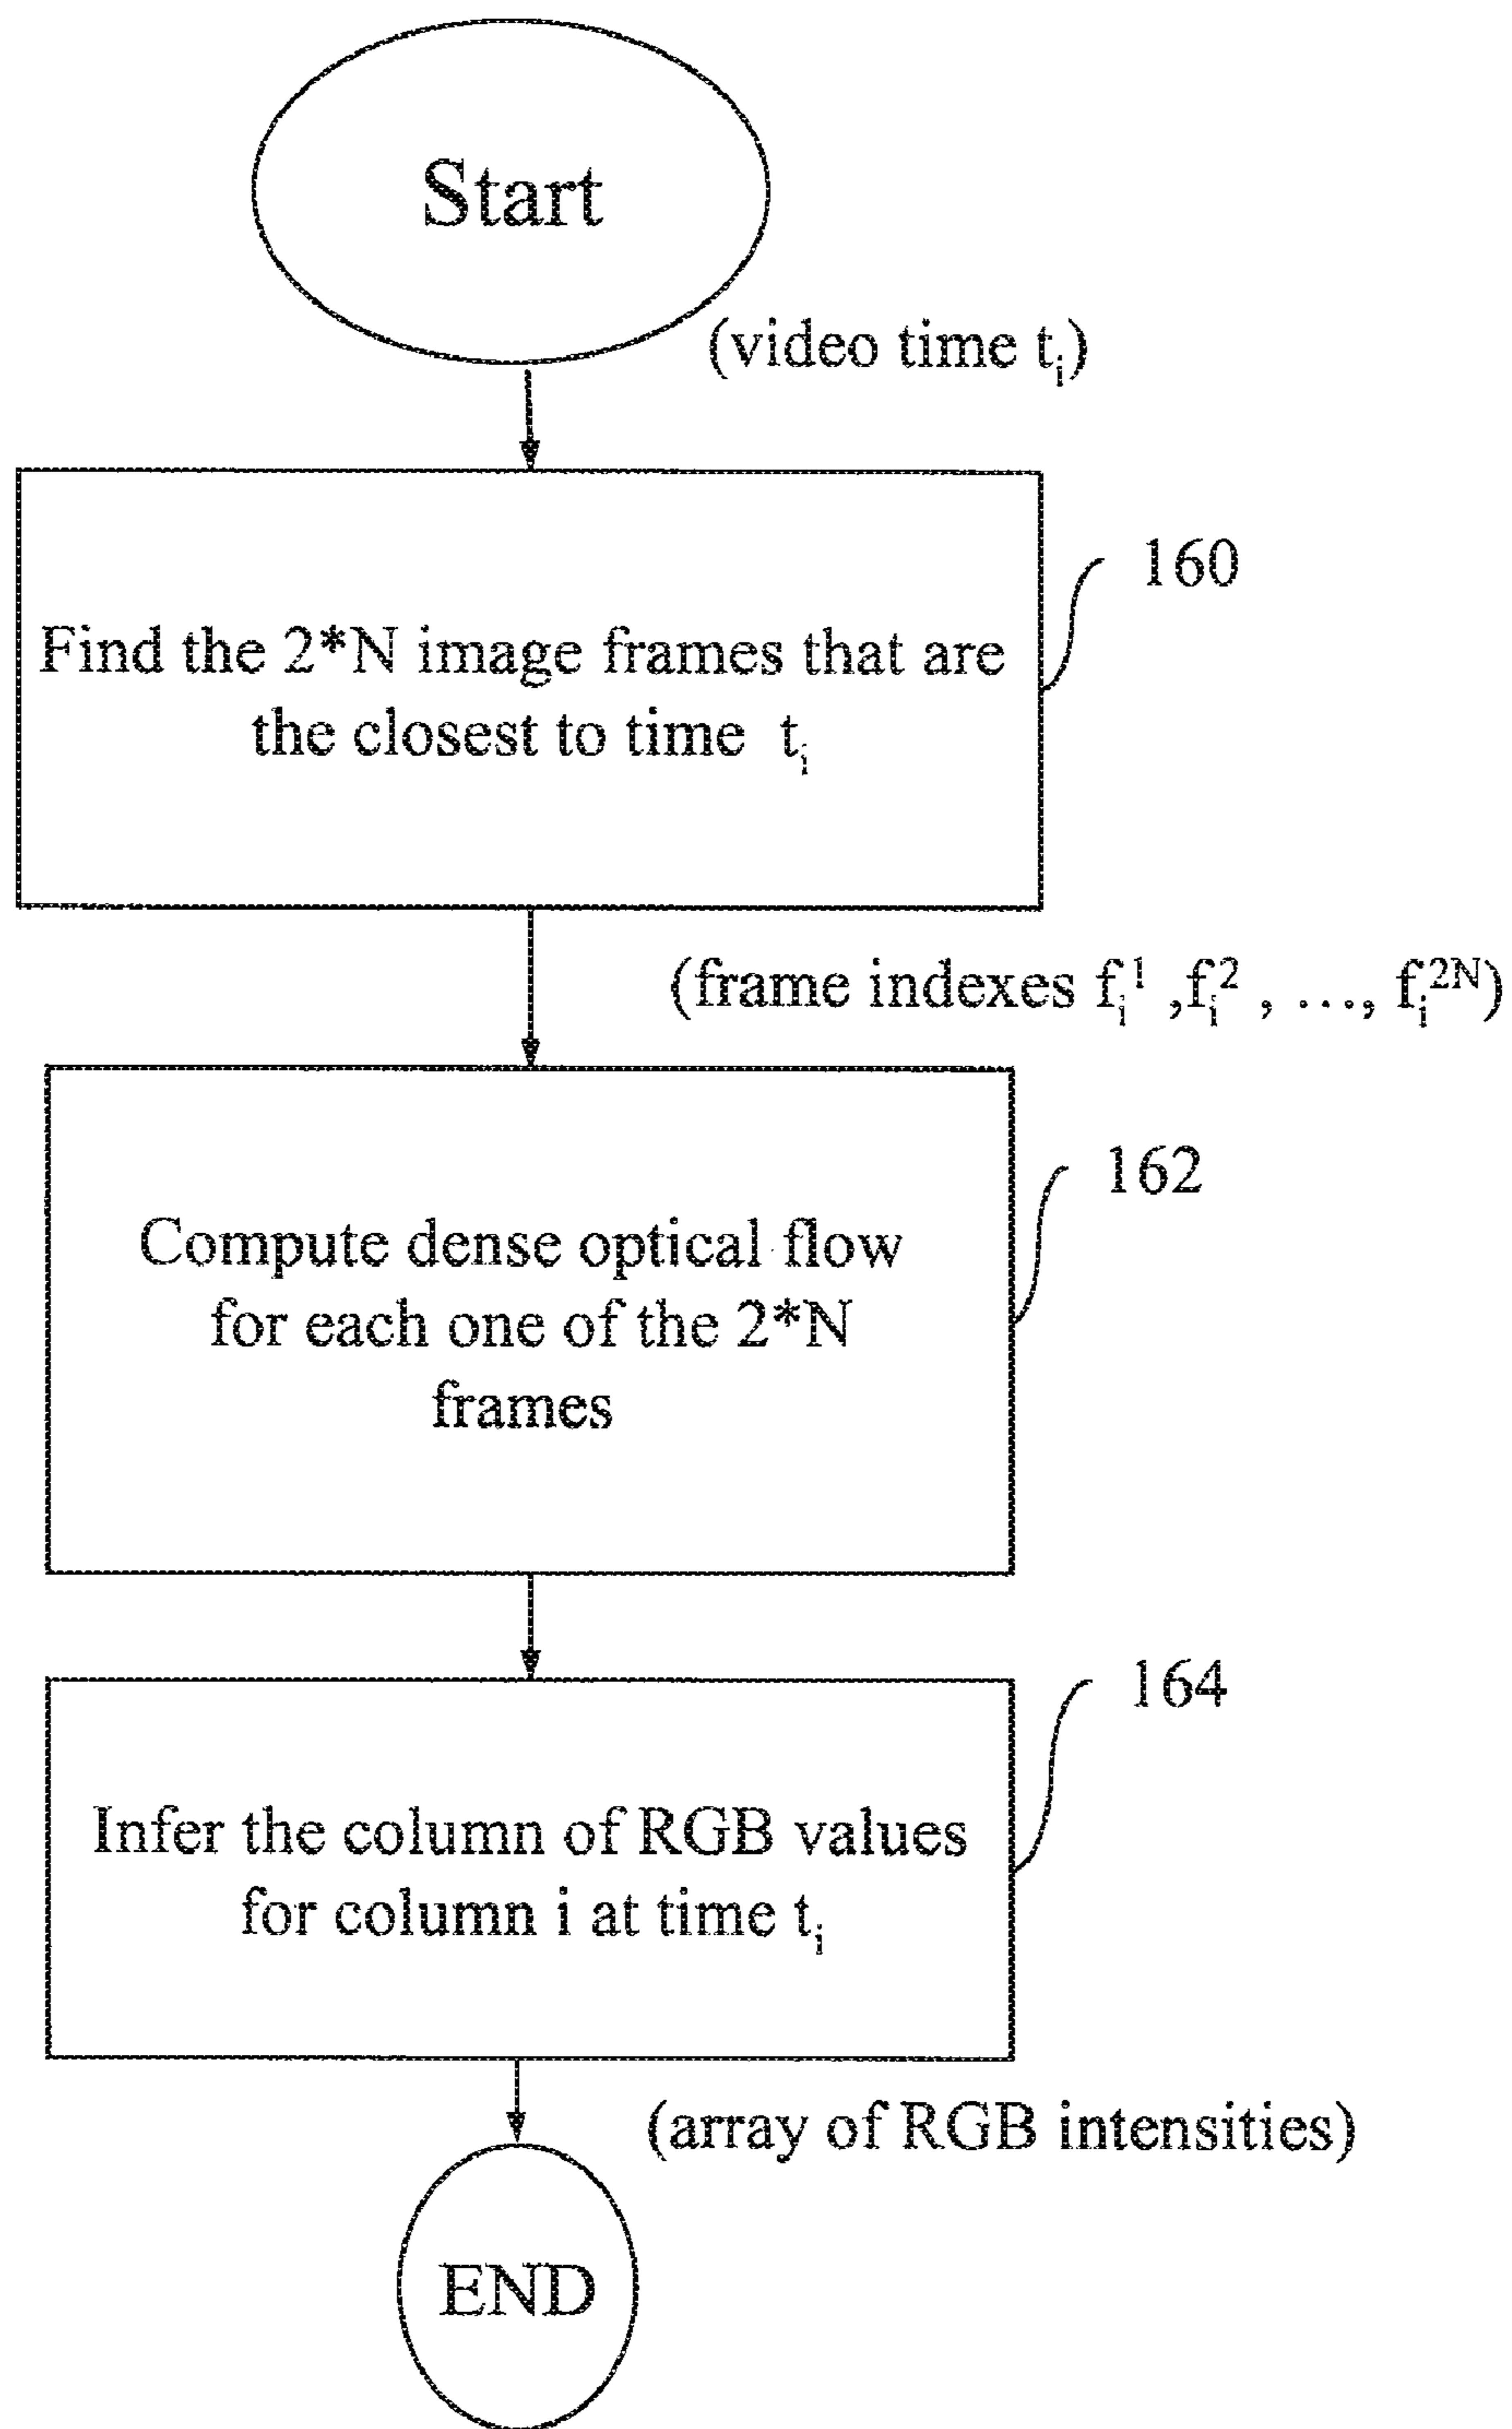 Start
(video time tᵢ)
160
Find the 2*N image frames that are
the closest to time tᵢ
(frame indexes fᵢ¹ ,fᵢ² , ..., fᵢ²ᴺ)
162
Compute dense optical flow
for each one of the 2*N
frames
164
Infer the column of RGB values
for column i at time tᵢ
(array of RGB intensities)
END